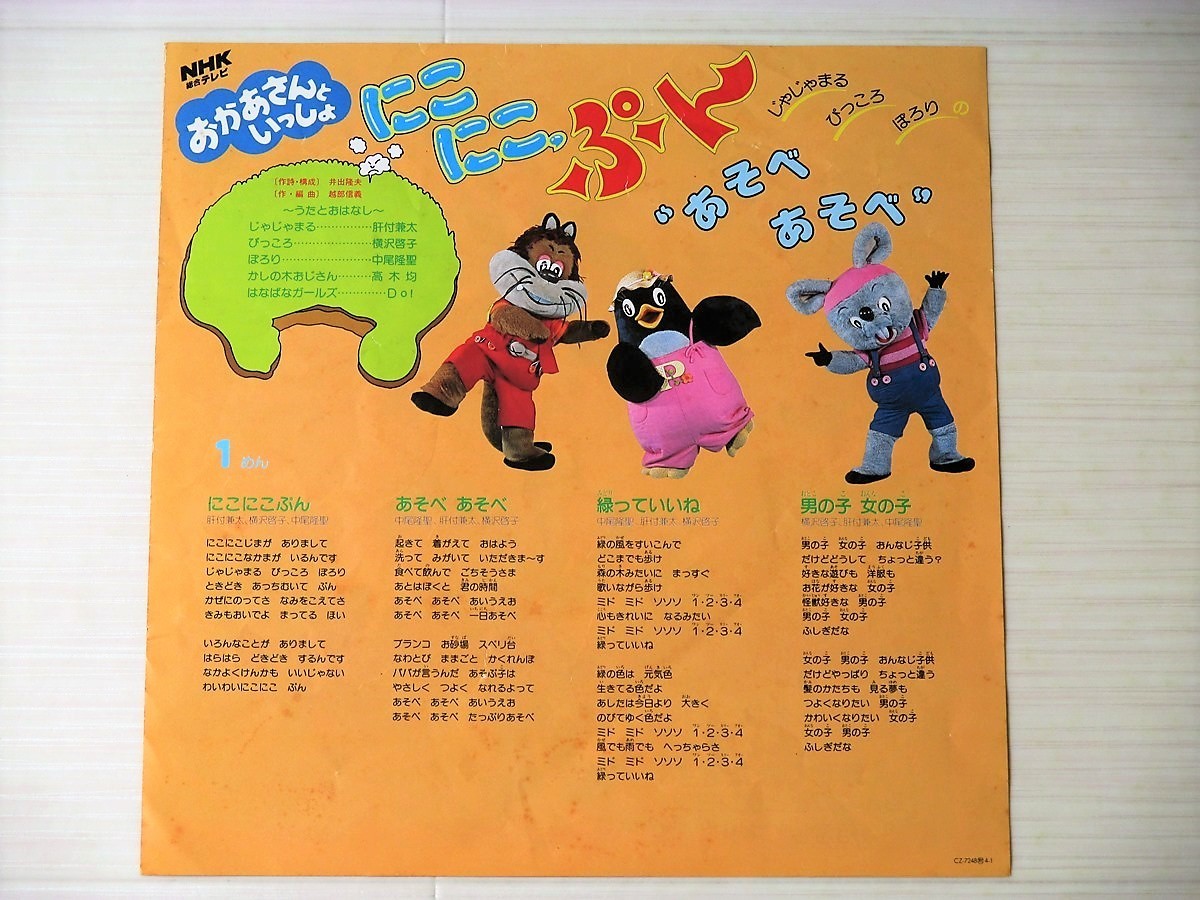 NHK
総合テレビ
おかあさんと
いっしょ
にこ
にこ、
ぷん
じゃじゃまる
ぴっころ
ぽろり の
“あそべ
あそべ”
〔作詩・構成〕 井出隆夫
〔作・編 曲〕 越部信義
〜うたとおはなし〜
じゃじゃまる…………肝付兼太
ぴっころ………………横沢啓子
ぽろり…………………中尾隆聖
かしの木おじさん………高木 均
はなばなガールズ…………Do!
1 めん
にこにこぷん
肝付兼太、横沢啓子、中尾隆聖
にこにこじまが ありまして
にこにこなかまが いるんです
じゃじゃまる ぴっころ ぽろり
ときどき あっちむいて ぷん
かぜにのってさ なみをこえてさ
きみもおいでよ まってる ほい
いろんなことが ありまして
はらはら どきどき するんです
なかよくけんかも いいじゃない
わいわいにこにこ ぷん
あそべ あそべ
中尾隆聖、肝付兼太、横沢啓子
起きて 着がえて おはよう
洗って みがいて いただきま〜す
食べて飲んで ごちそうさま
あとはぼくと 君の時間
あそべ あそべ あいうえお
あそべ あそべ 一日あそべ
ブランコ お砂場 スベリ台
なわとび ままごと かくれんぼ
パパが言うんだ あそぶ子は
やさしく つよく なれるよって
あそべ あそべ あいうえお
あそべ あそべ たっぷりあそべ
緑っていいね
中尾隆聖、肝付兼太、横沢啓子
緑の風をすいこんで
どこまでも歩け
森の木みたいに まっすぐ
歌いながら歩け
ミド ミド ソソソ 1・2・3・4
心もきれいに なるみたい
ミド ミド ソソソ 1・2・3・4
緑っていいね
緑の色は 元気色
生きてる色だよ
あしたは今日より 大きく
のびてゆく色だよ
ミド ミド ソソソ 1・2・3・4
風でも雨でも へっちゃらさ
ミド ミド ソソソ 1・2・3・4
緑っていいね
男の子 女の子
横沢啓子、肝付兼太、中尾隆聖
男の子 女の子 おんなじ子供
だけどどうして ちょっと違う?
好きな遊びも 洋服も
お花が好きな 女の子
怪獣好きな 男の子
男の子 女の子
ふしぎだな
女の子 男の子 おんなじ子供
だけどやっぱり ちょっと違う
髪のかたちも 見る夢も
つよくなりたい 男の子
かわいくなりたい 女の子
女の子 男の子
ふしぎだな